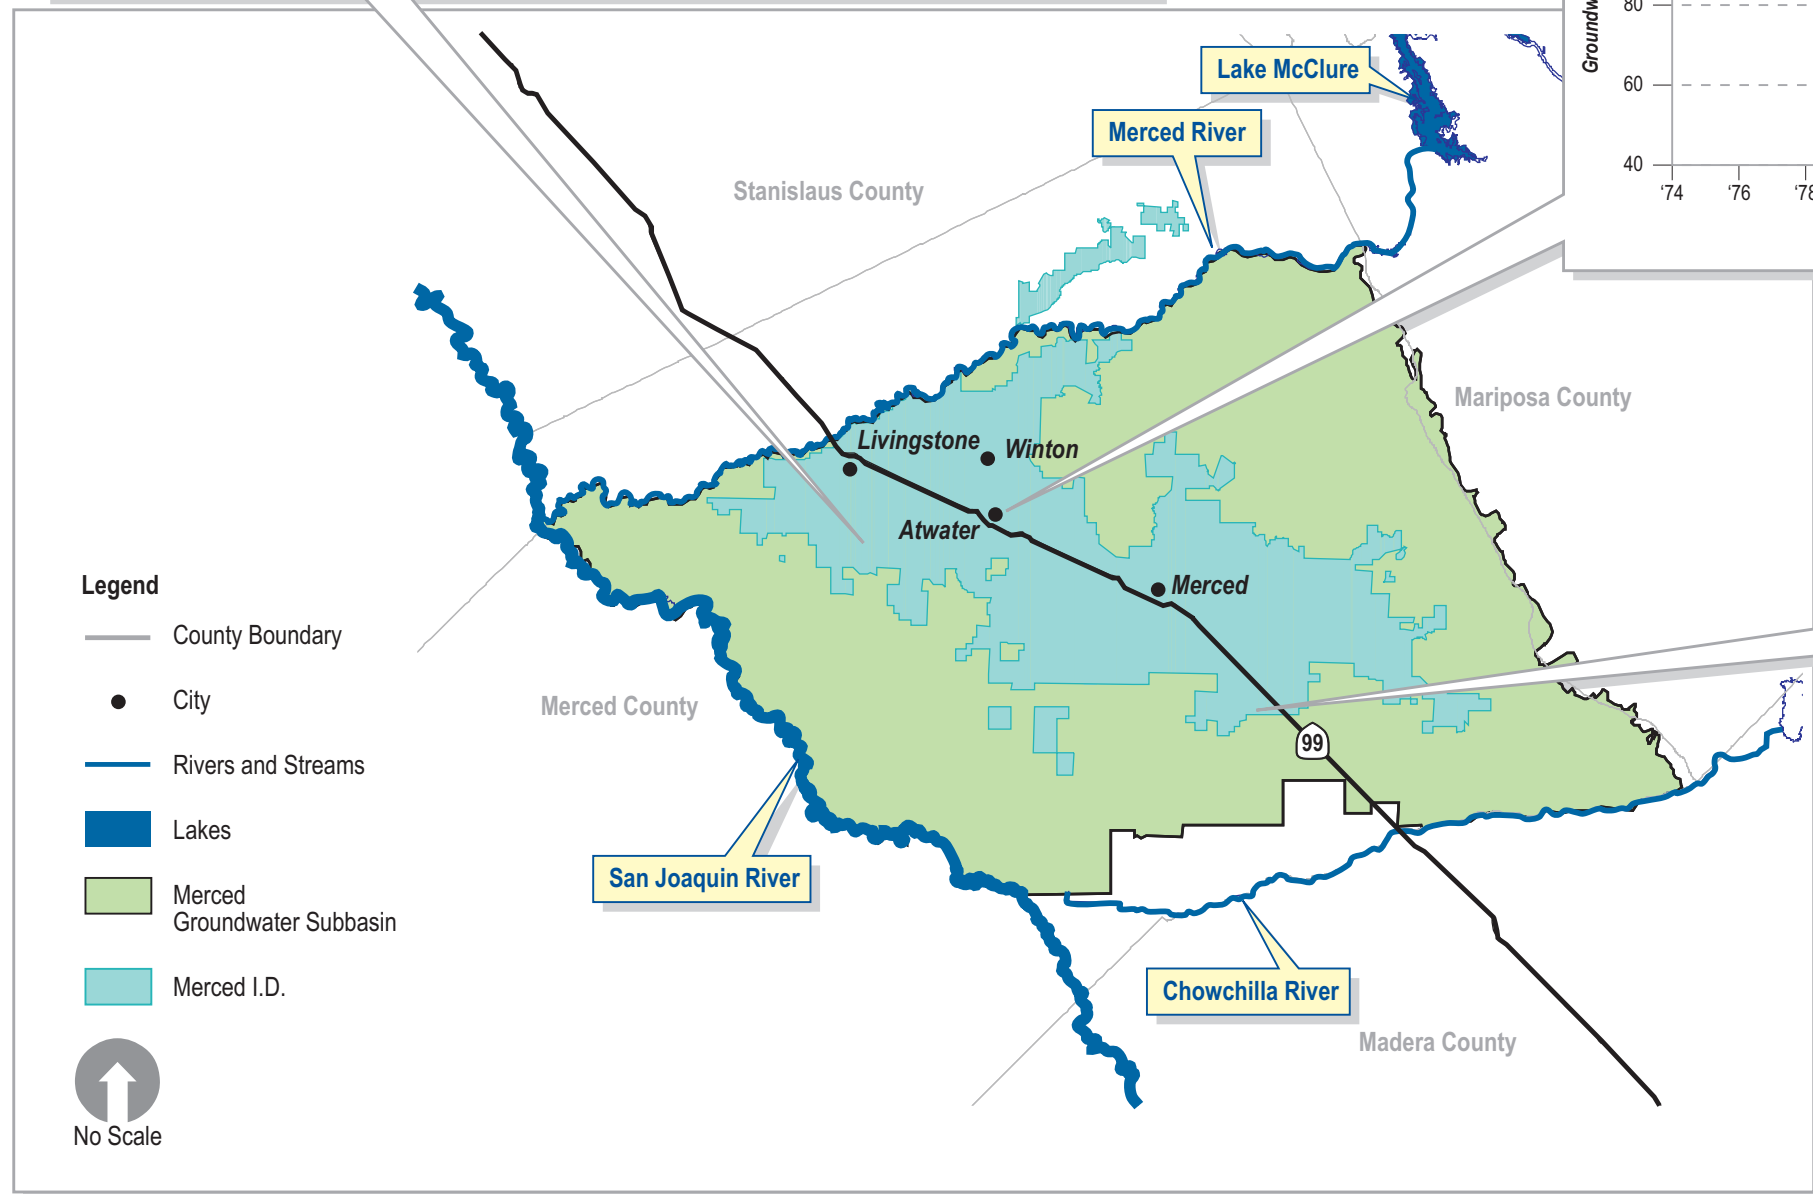 Groundw
80
60
40
'74
'76
Lake McClure
Merced River
Stanislaus County
Mariposa County
Livingstone
Winton
Atwater
Merced
Merced County
99
San Joaquin River
Chowchilla River
Madera County
Legend
County Boundary
City
Rivers and Streams
Lakes
Merced
Groundwater Subbasin
Merced I.D.
No Scale